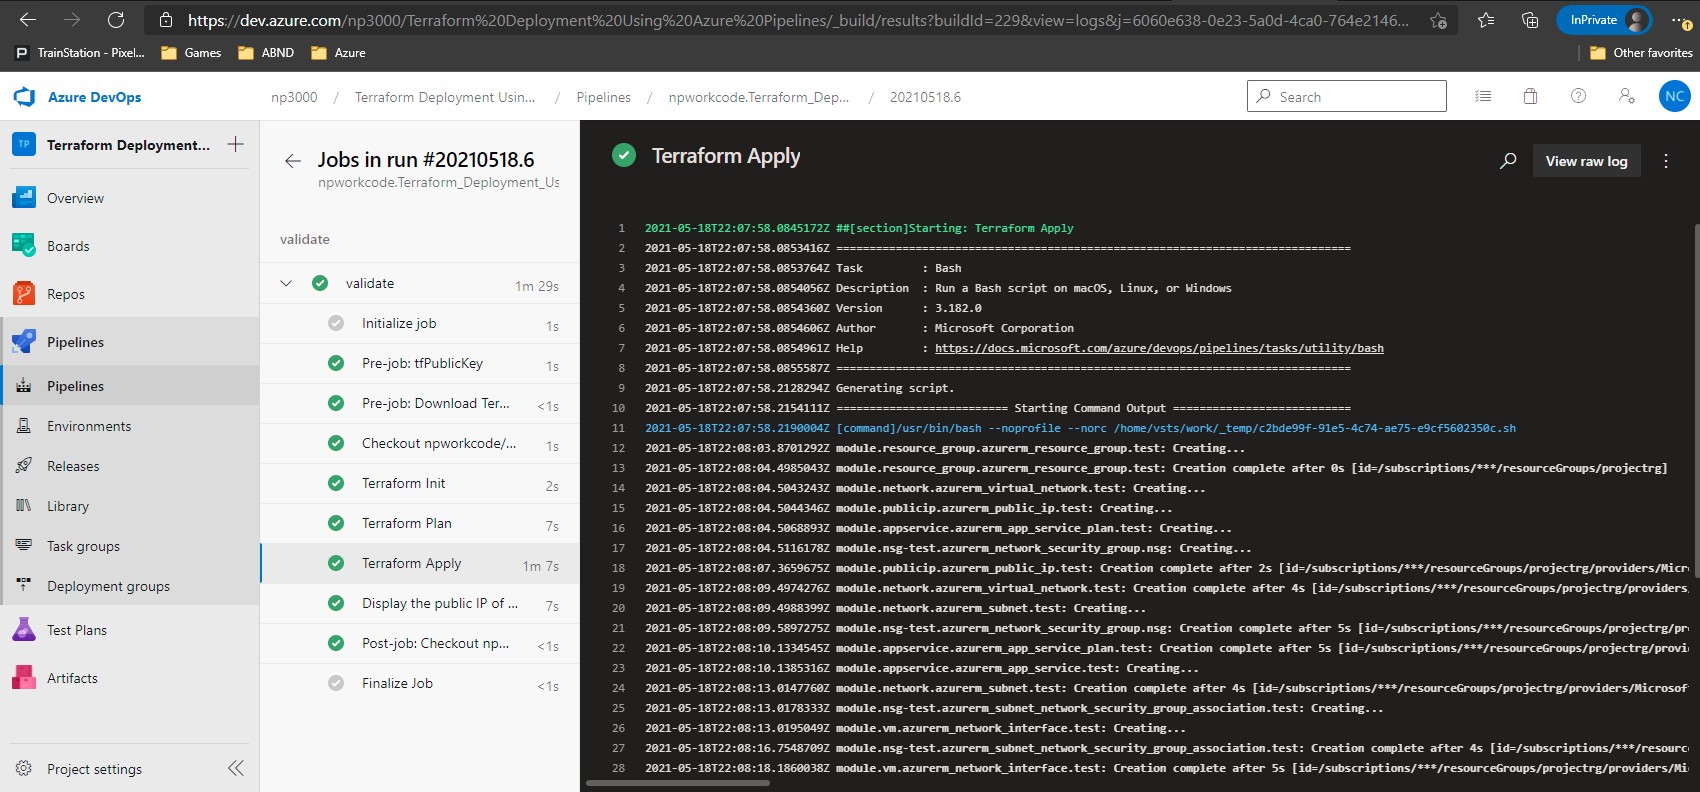 https://dev.azure.com/np3000/Terraform%20Deployment%20Using%20Azure%20Pipelines/_build/results?buildId=229&view=logs&j=6060e638-0e23-5a0d-4ca0-764e2146...
InPrivate
TrainStation - Pixel...
Games
ABND
Azure
Other favorites
Azure DevOps
np3000 / Terraform Deployment Usin... / Pipelines / npworkcode.Terraform_Dep... / 20210518.6
Search
NC
TP
Terraform Deployment...
Overview
Boards
Repos
Pipelines
Pipelines
Environments
Releases
Library
Task groups
Deployment groups
Test Plans
Artifacts
Project settings
Jobs in run #20210518.6
npworkcode.Terraform_Deployment_Us
validate
validate 1m 29s
Initialize job 1s
Pre-job: tfPublicKey 1s
Pre-job: Download Ter... <1s
Checkout npworkcode/... 1s
Terraform Init 2s
Terraform Plan 7s
Terraform Apply 1m 7s
Display the public IP of ... 7s
Post-job: Checkout np... <1s
Finalize Job <1s
Terraform Apply
View raw log
1 2021-05-18T22:07:58.0845172Z ##[section]Starting: Terraform Apply
2 2021-05-18T22:07:58.0853416Z ==============================================================================
3 2021-05-18T22:07:58.0853764Z Task         : Bash
4 2021-05-18T22:07:58.0854056Z Description  : Run a Bash script on macOS, Linux, or Windows
5 2021-05-18T22:07:58.0854360Z Version      : 3.182.0
6 2021-05-18T22:07:58.0854606Z Author       : Microsoft Corporation
7 2021-05-18T22:07:58.0854961Z Help         : https://docs.microsoft.com/azure/devops/pipelines/tasks/utility/bash
8 2021-05-18T22:07:58.0855587Z ==============================================================================
9 2021-05-18T22:07:58.2128294Z Generating script.
10 2021-05-18T22:07:58.2154111Z ========================== Starting Command Output ===========================
11 2021-05-18T22:07:58.2190004Z [command]/usr/bin/bash --noprofile --norc /home/vsts/work/_temp/c2bde99f-91e5-4c74-ae75-e9cf5602350c.sh
12 2021-05-18T22:08:03.8701292Z module.resource_group.azurerm_resource_group.test: Creating...
13 2021-05-18T22:08:04.4985043Z module.resource_group.azurerm_resource_group.test: Creation complete after 0s [id=/subscriptions/***/resourceGroups/projectrg]
14 2021-05-18T22:08:04.5043243Z module.network.azurerm_virtual_network.test: Creating...
15 2021-05-18T22:08:04.5044346Z module.publicip.azurerm_public_ip.test: Creating...
16 2021-05-18T22:08:04.5068893Z module.appservice.azurerm_app_service_plan.test: Creating...
17 2021-05-18T22:08:04.5116178Z module.nsg-test.azurerm_network_security_group.nsg: Creating...
18 2021-05-18T22:08:07.3659675Z module.publicip.azurerm_public_ip.test: Creation complete after 2s [id=/subscriptions/***/resourceGroups/projectrg/providers/Micr
19 2021-05-18T22:08:09.4974276Z module.network.azurerm_virtual_network.test: Creation complete after 4s [id=/subscriptions/***/resourceGroups/projectrg/providers/
20 2021-05-18T22:08:09.4988399Z module.network.azurerm_subnet.test: Creating...
21 2021-05-18T22:08:09.5897275Z module.nsg-test.azurerm_network_security_group.nsg: Creation complete after 5s [id=/subscriptions/***/resourceGroups/projectrg/pr
22 2021-05-18T22:08:10.1334545Z module.appservice.azurerm_app_service_plan.test: Creation complete after 5s [id=/subscriptions/***/resourceGroups/projectrg/provi
23 2021-05-18T22:08:10.1385316Z module.appservice.azurerm_app_service.test: Creating...
24 2021-05-18T22:08:13.0147760Z module.network.azurerm_subnet.test: Creation complete after 4s [id=/subscriptions/***/resourceGroups/projectrg/providers/Microsof
25 2021-05-18T22:08:13.0178333Z module.nsg-test.azurerm_subnet_network_security_group_association.test: Creating...
26 2021-05-18T22:08:13.0195049Z module.vm.azurerm_network_interface.test: Creating...
27 2021-05-18T22:08:16.7548709Z module.nsg-test.azurerm_subnet_network_security_group_association.test: Creation complete after 4s [id=/subscriptions/***/resourc
28 2021-05-18T22:08:18.1860038Z module.vm.azurerm_network_interface.test: Creation complete after 5s [id=/subscriptions/***/resourceGroups/projectrg/providers/Mi